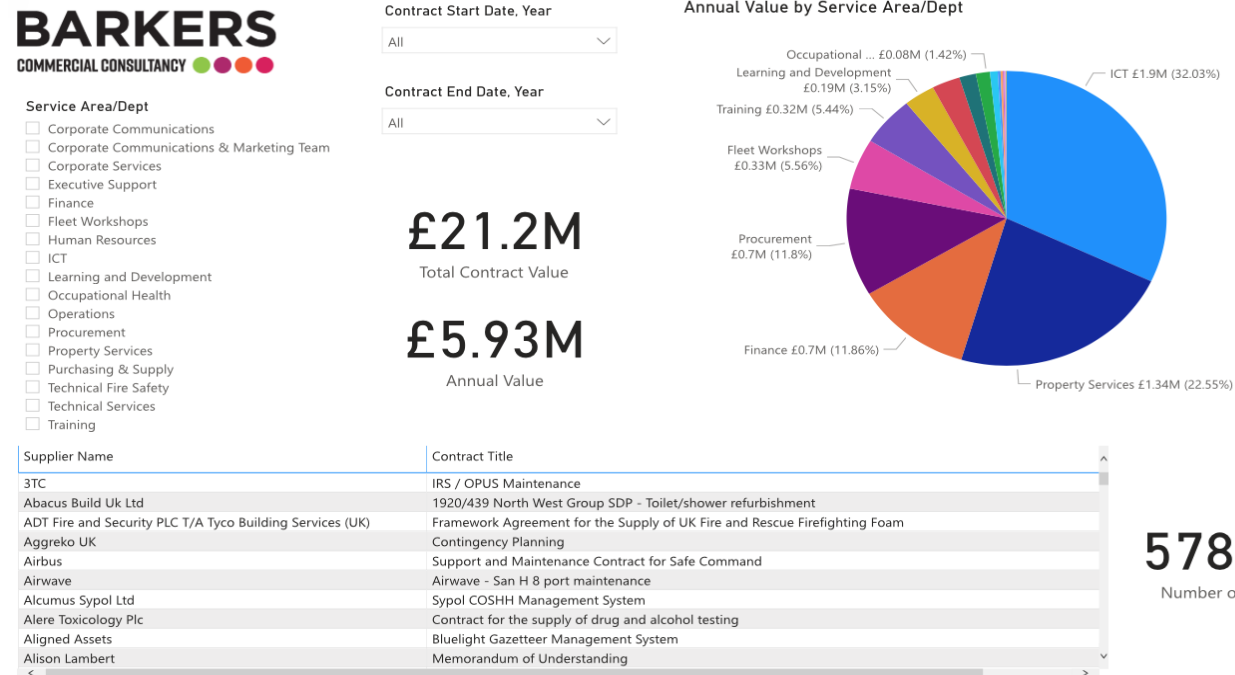 BARKERS
COMMERCIAL CONSULTANCY
Service Area/Dept
Corporate Communications
Corporate Communications & Marketing Team
Corporate Services
Executive Support
Finance
Fleet Workshops
Human Resources
ICT
Learning and Development
Occupational Health
Operations
Procurement
Property Services
Purchasing & Supply
Technical Fire Safety
Technical Services
Training
Contract Start Date, Year
All
Contract End Date, Year
All
£21.2M
Total Contract Value
£5.93M
Annual Value
Annual Value by Service Area/Dept
Occupational ... £0.08M (1.42%)
Learning and Development
£0.19M (3.15%)
Training £0.32M (5.44%)
Fleet Workshops
£0.33M (5.56%)
Procurement
£0.7M (11.8%)
Finance £0.7M (11.86%)
ICT £1.9M (32.03%)
Property Services £1.34M (22.55%)
Supplier Name Contract Title
3TC IRS / OPUS Maintenance
Abacus Build Uk Ltd 1920/439 North West Group SDP - Toilet/shower refurbishment
ADT Fire and Security PLC T/A Tyco Building Services (UK) Framework Agreement for the Supply of UK Fire and Rescue Firefighting Foam
Aggreko UK Contingency Planning
Airbus Support and Maintenance Contract for Safe Command
Airwave Airwave - San H 8 port maintenance
Alcumus Sypol Ltd Sypol COSHH Management System
Alere Toxicology Plc Contract for the supply of drug and alcohol testing
Aligned Assets Bluelight Gazetteer Management System
Alison Lambert Memorandum of Understanding
578
Number